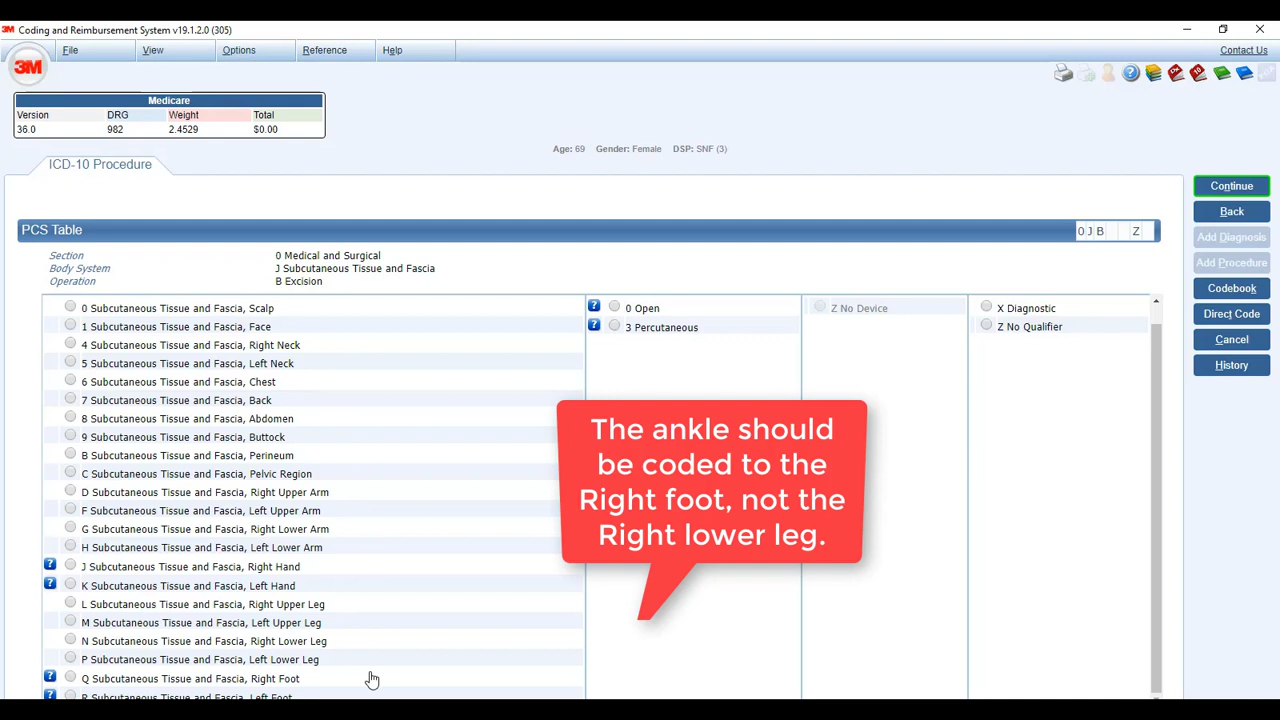 3M Coding and Reimbursement System v19.1.2.0 (305)
File View Options Reference Help Contact Us
3M
Medicare
Version DRG Weight Total
36.0 982 2.4529 $0.00
Age: 69 Gender: Female DSP: SNF (3)
ICD-10 Procedure
Continue
Back
Add Diagnosis
Add Procedure
Codebook
Direct Code
Cancel
History
PCS Table 0 J B Z
Section 0 Medical and Surgical
Body System J Subcutaneous Tissue and Fascia
Operation B Excision
0 Subcutaneous Tissue and Fascia, Scalp
1 Subcutaneous Tissue and Fascia, Face
4 Subcutaneous Tissue and Fascia, Right Neck
5 Subcutaneous Tissue and Fascia, Left Neck
6 Subcutaneous Tissue and Fascia, Chest
7 Subcutaneous Tissue and Fascia, Back
8 Subcutaneous Tissue and Fascia, Abdomen
9 Subcutaneous Tissue and Fascia, Buttock
B Subcutaneous Tissue and Fascia, Perineum
C Subcutaneous Tissue and Fascia, Pelvic Region
D Subcutaneous Tissue and Fascia, Right Upper Arm
F Subcutaneous Tissue and Fascia, Left Upper Arm
G Subcutaneous Tissue and Fascia, Right Lower Arm
H Subcutaneous Tissue and Fascia, Left Lower Arm
? J Subcutaneous Tissue and Fascia, Right Hand
? K Subcutaneous Tissue and Fascia, Left Hand
L Subcutaneous Tissue and Fascia, Right Upper Leg
M Subcutaneous Tissue and Fascia, Left Upper Leg
N Subcutaneous Tissue and Fascia, Right Lower Leg
P Subcutaneous Tissue and Fascia, Left Lower Leg
? Q Subcutaneous Tissue and Fascia, Right Foot
? R Subcutaneous Tissue and Fascia, Left Foot
? 0 Open
? 3 Percutaneous
Z No Device
X Diagnostic
Z No Qualifier
The ankle should
be coded to the
Right foot, not the
Right lower leg.